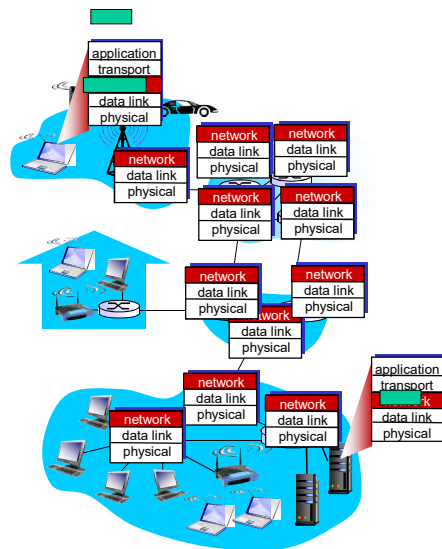 application
transport
data link
physical
network
data link
physical
network
data link
physical
network
data link
physical
network
data link
physical
network
data link
physical
network
data link
physical
network
data link
physical
network
data link
physical
network
data link
physical
network
data link
physical
network
data link
physical
application
transport
data link
physical